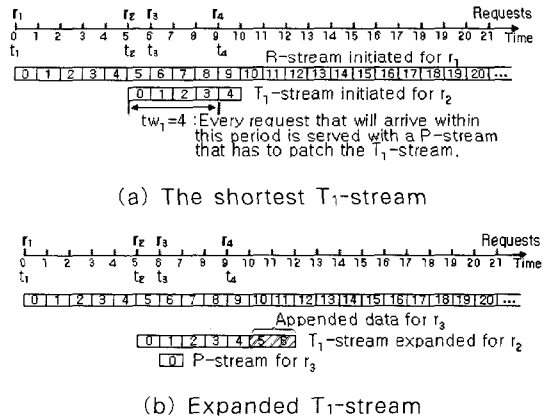 r1 r2 r3 r4 Requests
0 1 2 3 4 5 6 7 8 9 10 11 12 13 14 15 16 17 18 19 20 21 Time
t1 t2 t3 t4
R-stream initiated for r1
0 1 2 3 4 5 6 7 8 9 10 11 12 13 14 15 16 17 18 19 20 21 ...
0 1 2 3 4 T1-stream initiated for r2
tw1=4 : Every request that will arrive within
this period is served with a P-stream
that has to patch the T1-stream.
(a) The shortest T1-stream
r1 r2 r3 r4 Requests
0 1 2 3 4 5 6 7 8 9 10 11 12 13 14 15 16 17 18 19 20 21 Time
t1 t2 t3 t4
0 1 2 3 4 5 6 7 8 9 10 11 12 13 14 15 16 17 18 19 20 ...
Appended data for r3
0 1 2 3 4 5 6 T1-stream expanded for r2
0 P-stream for r3
(b) Expanded T1-stream